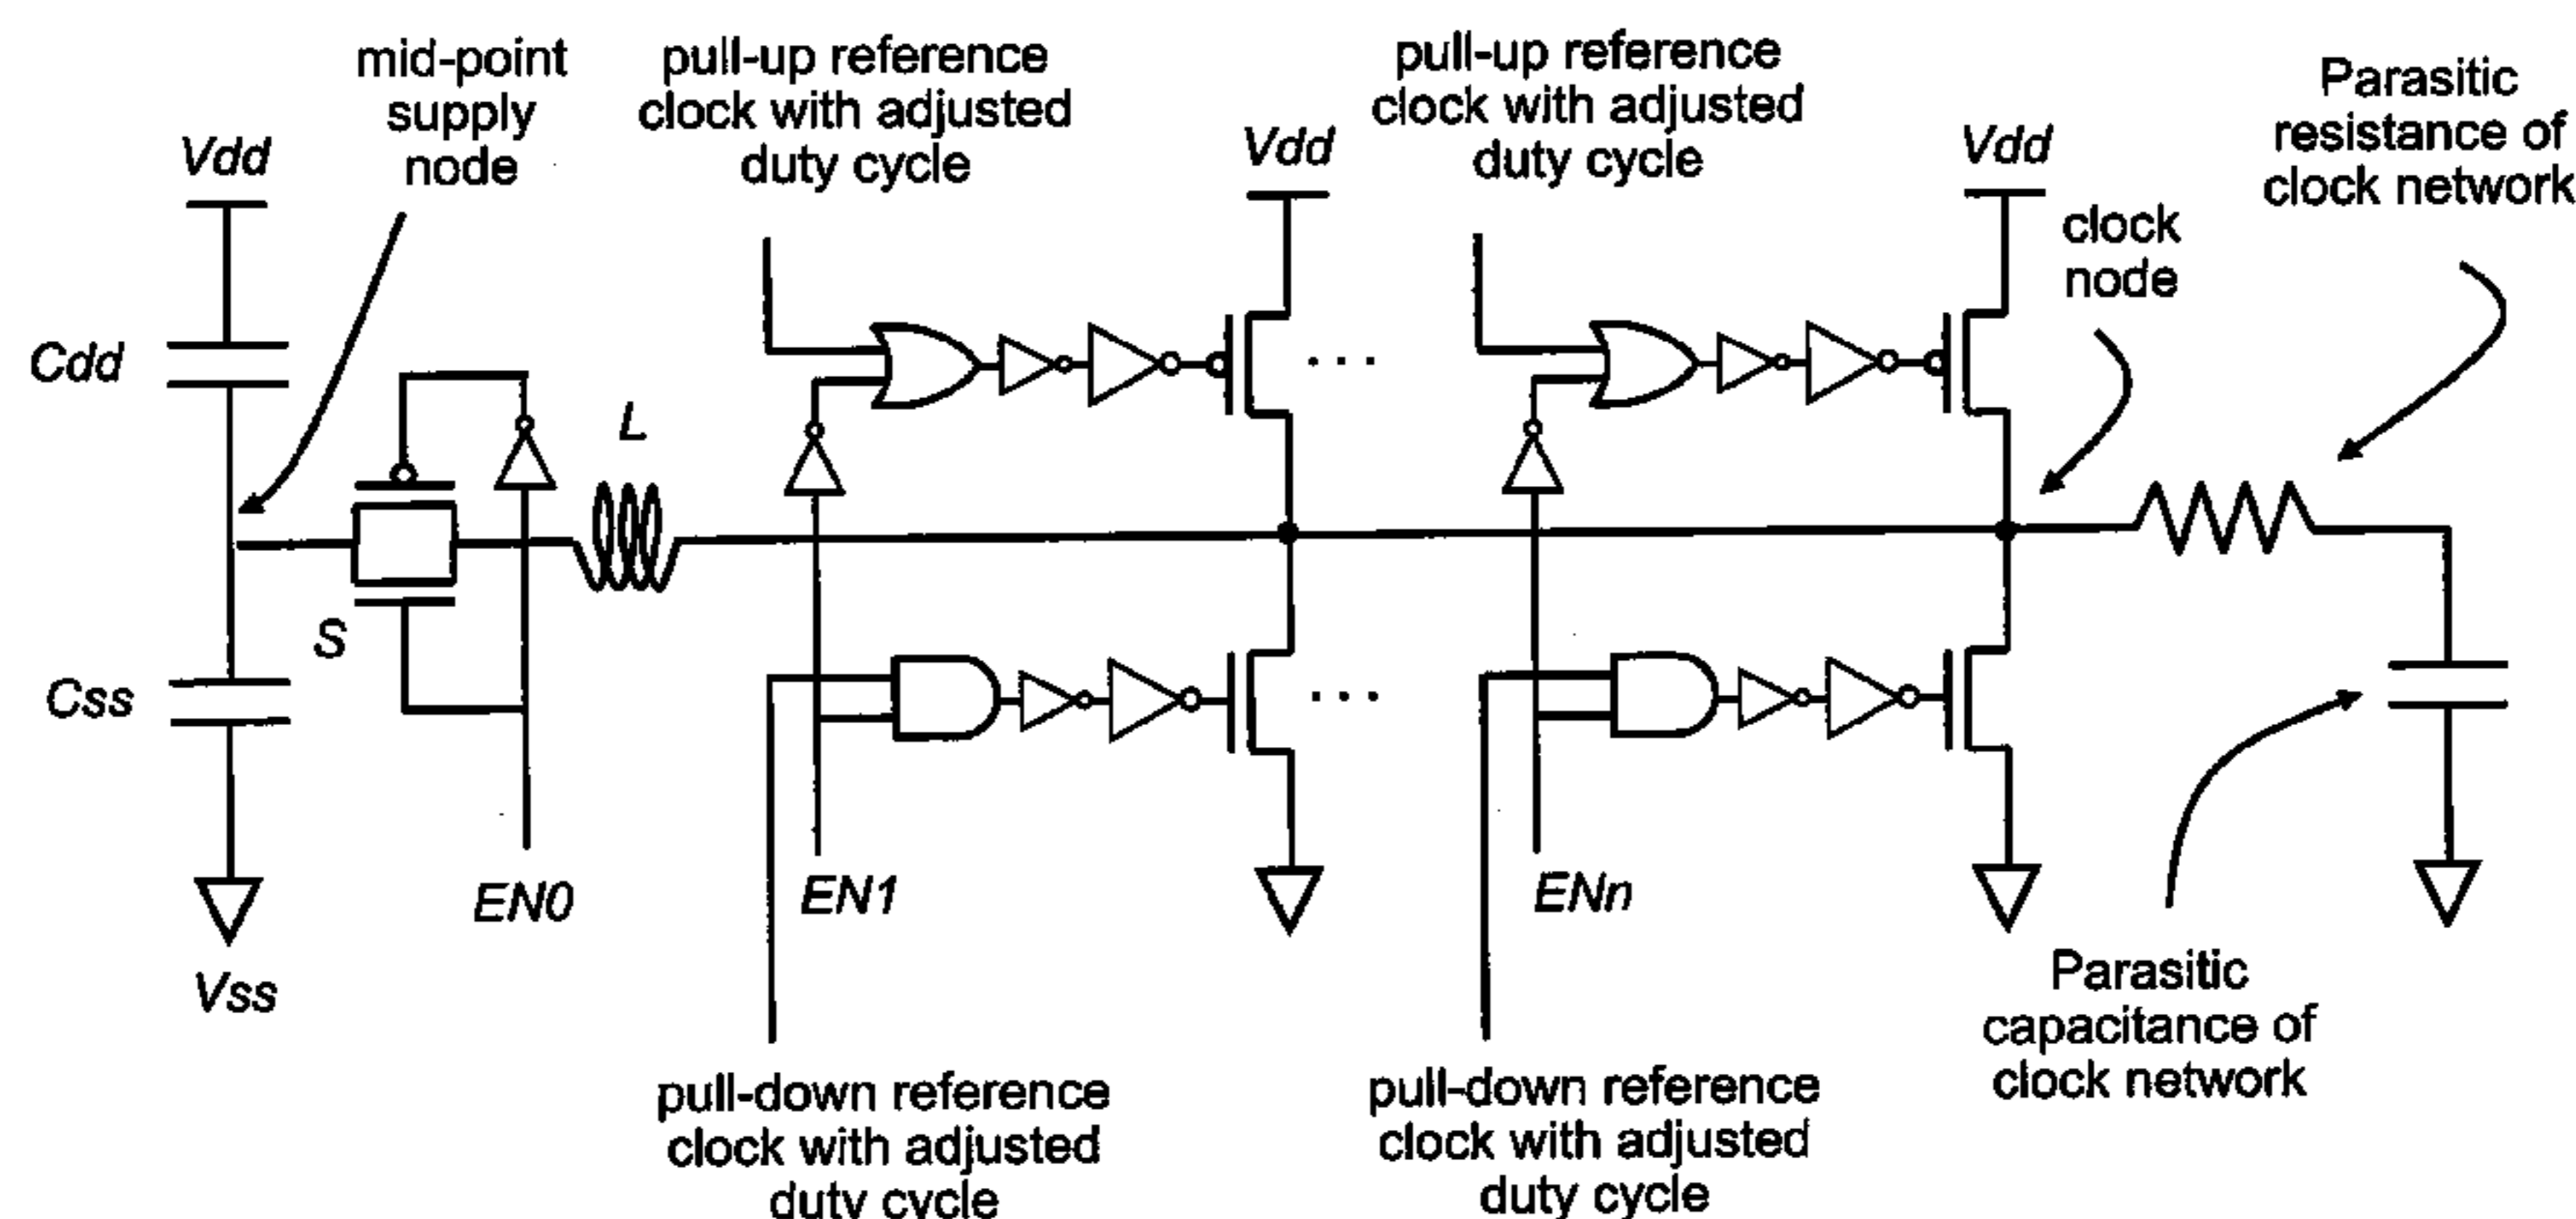 mid-point
supply
node
pull-up reference
clock with adjusted
duty cycle
pull-up reference
clock with adjusted
duty cycle
Parasitic
resistance of
clock network
Vdd
Vdd
Vdd
clock
node
Cdd
L
S
Css
EN0
EN1
ENn
Vss
pull-down reference
clock with adjusted
duty cycle
pull-down reference
clock with adjusted
duty cycle
Parasitic
capacitance of
clock network